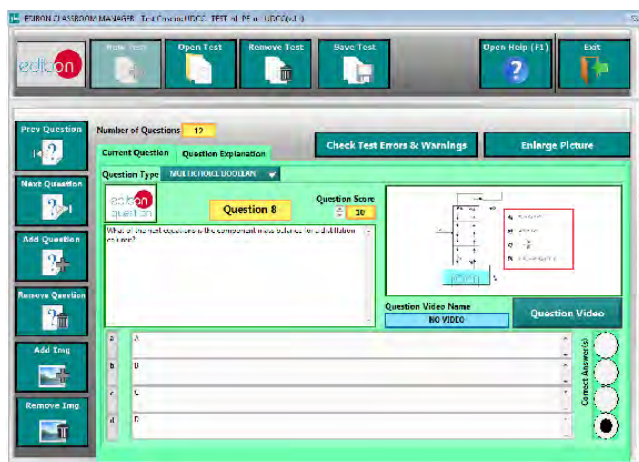 EDIBON CLASSROOM MANAGER
New Test
Open Test
Remove Test
Save Test
Open Help (F1)
Exit
edibon
Prev Question
Next Question
Add Question
Remove Question
Add Img
Remove Img
Number of Questions 12
Check Test Errors & Warnings
Enlarge Picture
Current Question
Question Explanation
Question Type MULTICHOICE BOOLEAN
edibon
question
Question 8
Question Score
10
What of the next equations is the component mass balance for a distillation
column?
Question Video Name
NO VIDEO
Question Video
a A
b B
c C
d D
Correct Answer(s)